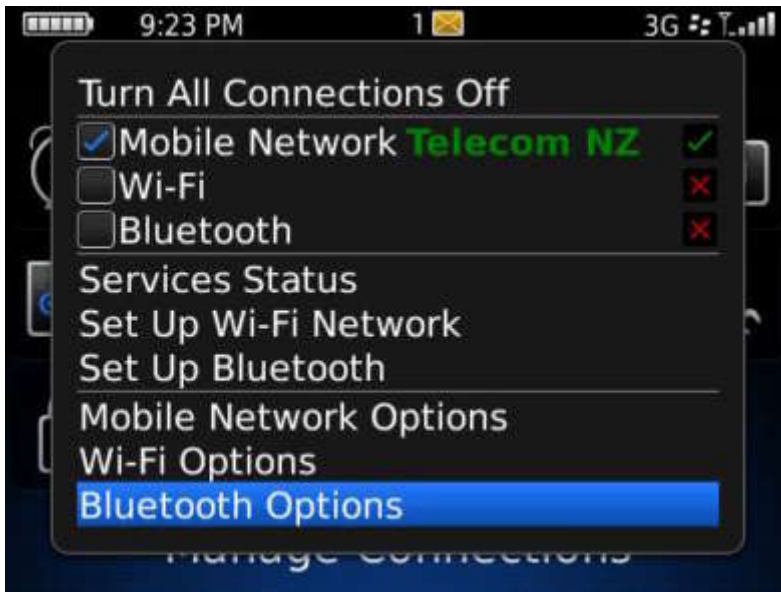 9:23 PM 1 3G
Turn All Connections Off
Mobile Network Telecom NZ
Wi-Fi
Bluetooth
Services Status
Set Up Wi-Fi Network
Set Up Bluetooth
Mobile Network Options
Wi-Fi Options
Bluetooth Options
Manage Connections